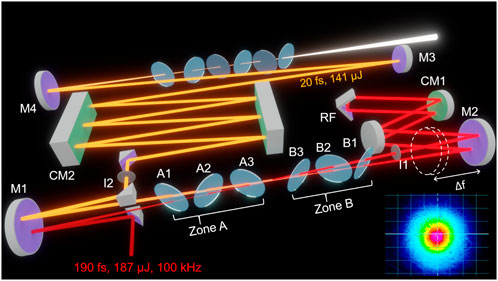 M3
20 fs, 141 μJ
M4
CM1
RF
M2
CM2
B1
B2
B3
I1
I2
A1
A2
A3
Δf
M1
Zone A
Zone B
190 fs, 187 μJ, 100 kHz